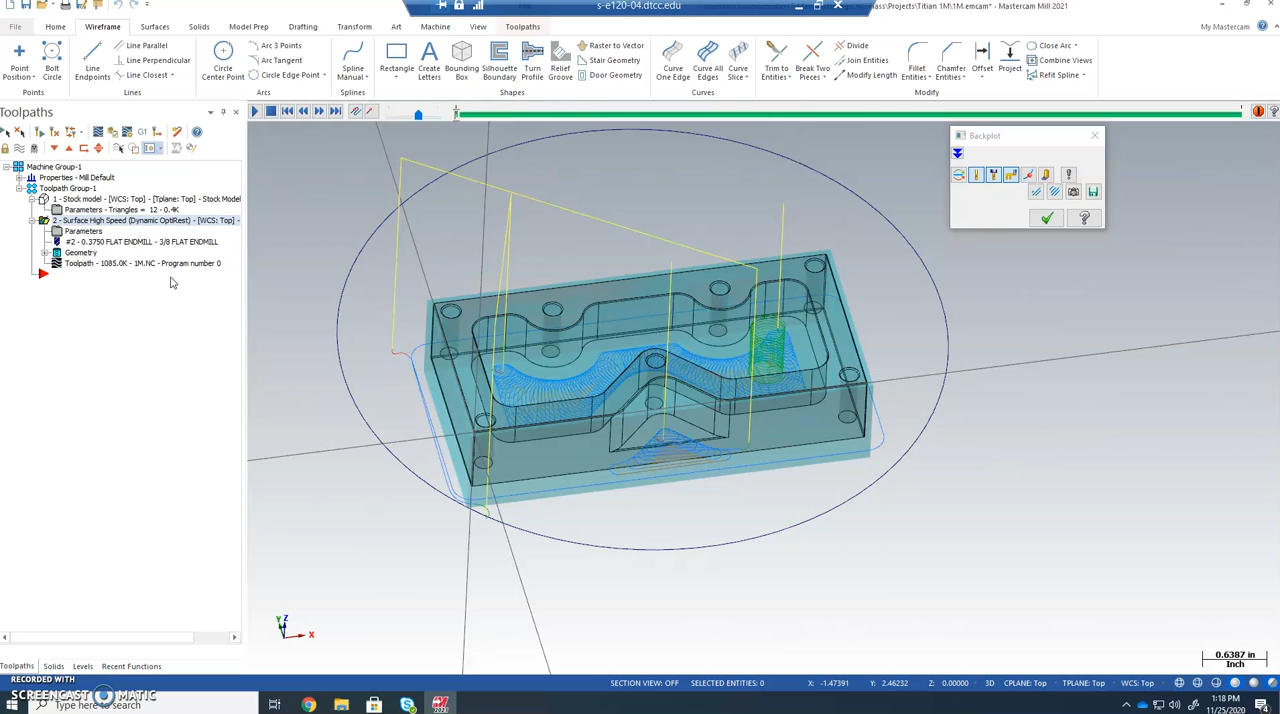 s-e120-04.dtcc.edu
glass\Projects\Titian 1M\1M.emcam* - Mastercam Mill 2021
File Home Wireframe Surfaces Solids Model Prep Drafting Transform Art Machine View Toolpaths My Mastercam
Point Position Bolt Circle
Points
Line Endpoints Line Parallel Line Perpendicular Line Closest
Lines
Circle Center Point Arc 3 Points Arc Tangent Circle Edge Point
Arcs
Spline Manual
Splines
Rectangle Create Letters Bounding Box Silhouette Boundary Turn Profile Relief Groove Raster to Vector Stair Geometry Door Geometry
Shapes
Curve One Edge Curve All Edges Curve Slice
Curves
Trim to Entities Break Two Pieces Divide Join Entities Modify Length Fillet Entities Chamfer Entities Offset Project Close Arc Combine Views Refit Spline
Modify
Toolpaths
G1
Machine Group-1
Properties - Mill Default
Toolpath Group-1
1 - Stock model - [WCS: Top] - [Tplane: Top] - Stock Model
Parameters - Triangles = 12 - 0.4K
2 - Surface High Speed (Dynamic OptiRest) - [WCS: Top] -
Parameters
#2 - 0.3750 FLAT ENDMILL - 3/8 FLAT ENDMILL
Geometry
Toolpath - 1085.0K - 1M.NC - Program number 0
Backplot
Z
Y
X
0.6387 in
Inch
Toolpaths Solids Planes Levels Recent Functions
SECTION VIEW: OFF SELECTED ENTITIES: 0 X: -1.47391 Y: 2.46232 Z: 0.00000 3D CPLANE: Top TPLANE: Top WCS: Top
RECORDED WITH
SCREENCAST MATIC
here to search
1:18 PM
11/25/2020
4